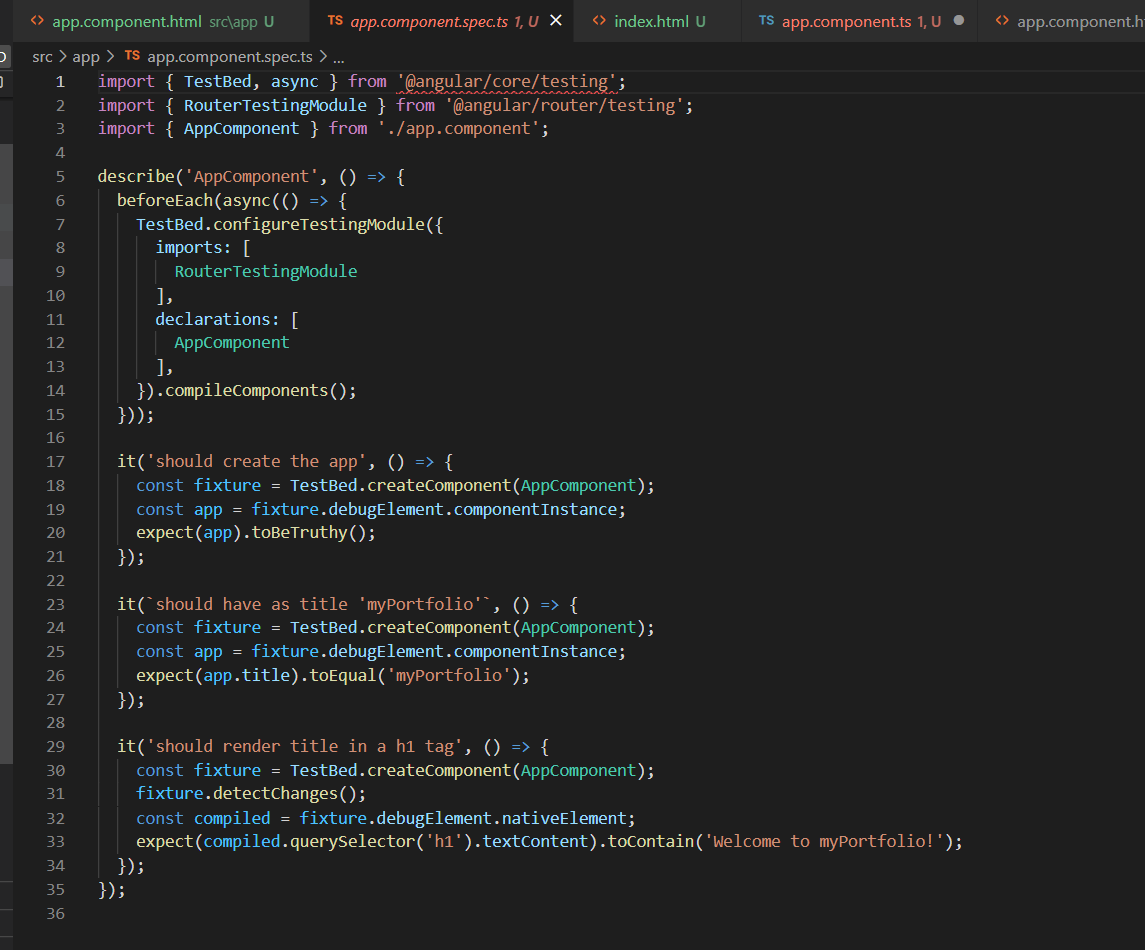 <> app.component.html src\app U TS app.component.spec.ts 1, U × <> index.html U TS app.component.ts 1, U ● <> app.component.h
src > app > TS app.component.spec.ts > ...
1 import { TestBed, async } from '@angular/core/testing';
2 import { RouterTestingModule } from '@angular/router/testing';
3 import { AppComponent } from './app.component';
4
5 describe('AppComponent', () => {
6   beforeEach(async(() => {
7     TestBed.configureTestingModule({
8       imports: [
9         RouterTestingModule
10       ],
11       declarations: [
12         AppComponent
13       ],
14     }).compileComponents();
15   }));
16
17   it('should create the app', () => {
18     const fixture = TestBed.createComponent(AppComponent);
19     const app = fixture.debugElement.componentInstance;
20     expect(app).toBeTruthy();
21   });
22
23   it(`should have as title 'myPortfolio'`, () => {
24     const fixture = TestBed.createComponent(AppComponent);
25     const app = fixture.debugElement.componentInstance;
26     expect(app.title).toEqual('myPortfolio');
27   });
28
29   it('should render title in a h1 tag', () => {
30     const fixture = TestBed.createComponent(AppComponent);
31     fixture.detectChanges();
32     const compiled = fixture.debugElement.nativeElement;
33     expect(compiled.querySelector('h1').textContent).toContain('Welcome to myPortfolio!');
34   });
35 });
36